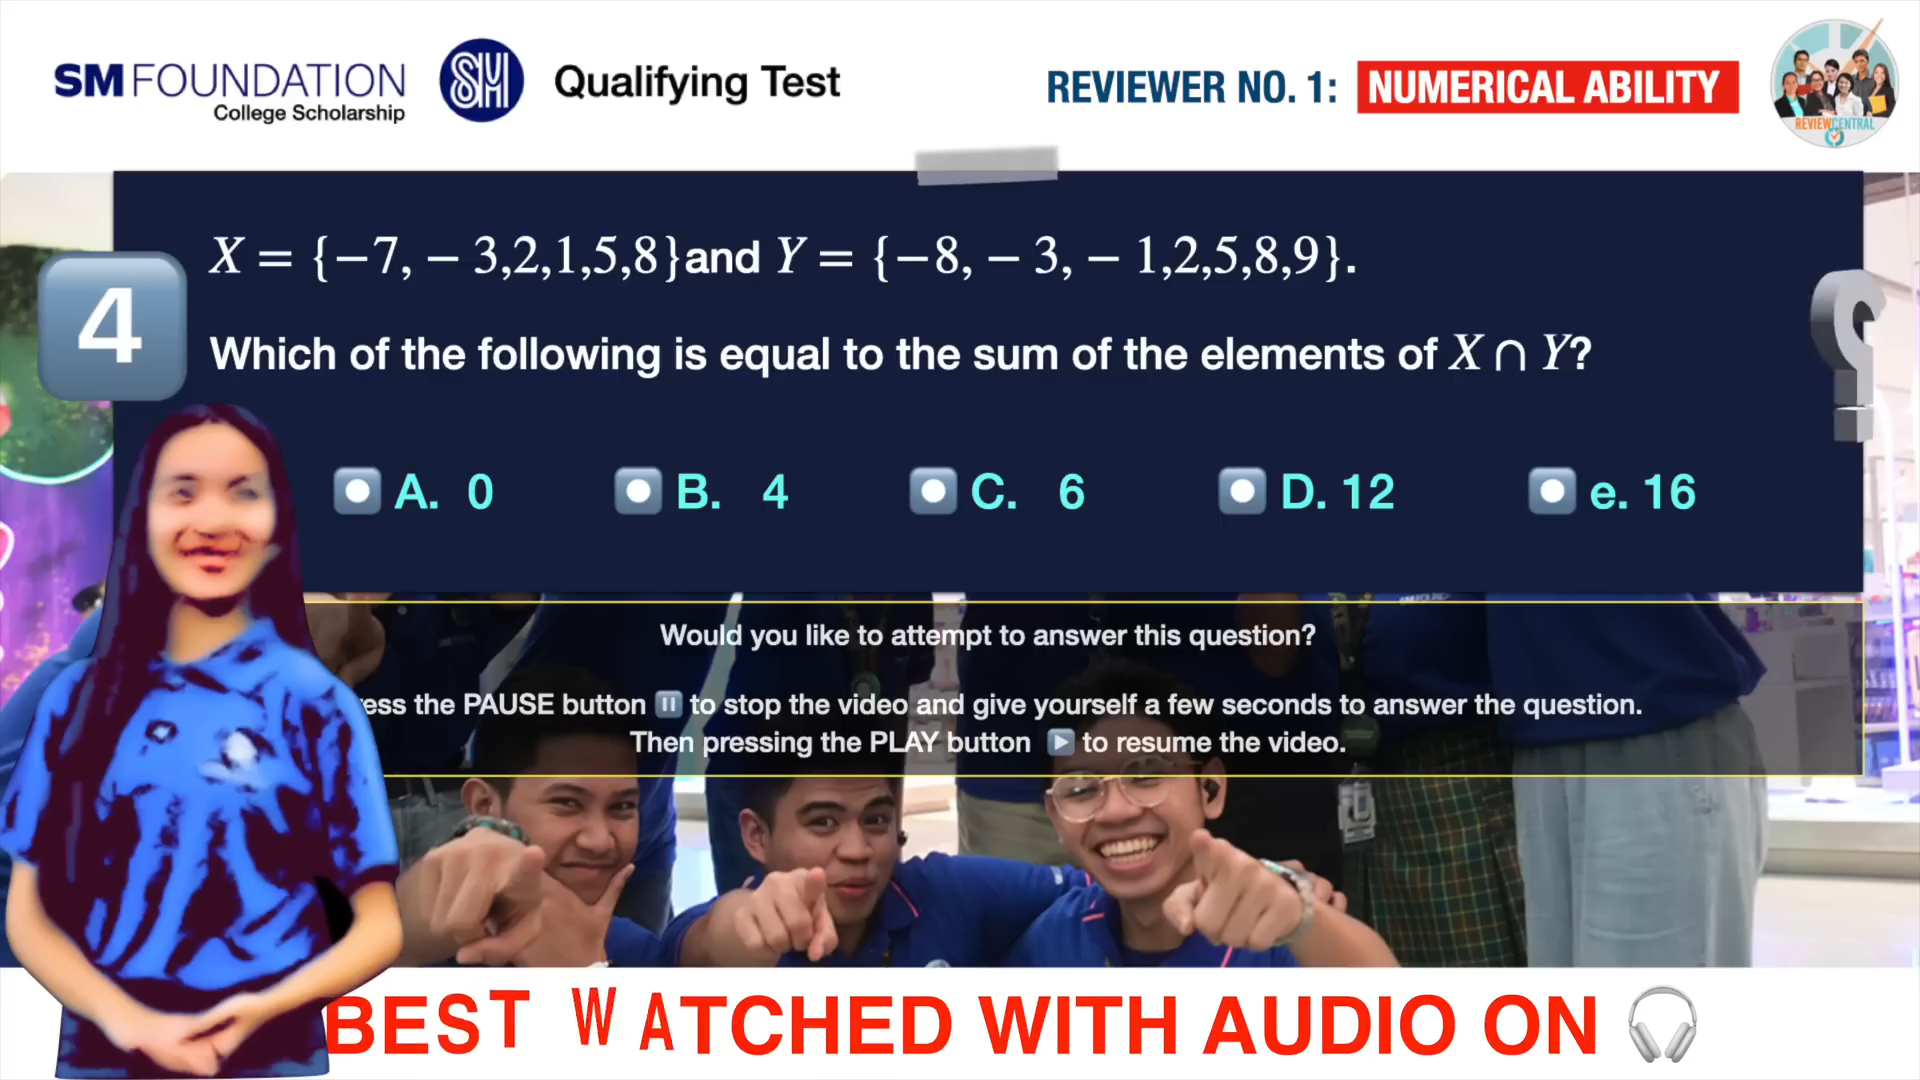 SM FOUNDATION
College Scholarship
SM
Qualifying Test
REVIEWER NO. 1: NUMERICAL ABILITY
REVIEWCENTRAL
X = {−7, − 3,2,1,5,8}and Y = {−8, − 3, − 1,2,5,8,9}.
4
Which of the following is equal to the sum of the elements of X ∩ Y?
A. 0
B. 4
C. 6
D. 12
e. 16
Would you like to attempt to answer this question?
ess the PAUSE button ⏸ to stop the video and give yourself a few seconds to answer the question.
Then pressing the PLAY button ▶ to resume the video.
BEST WATCHED WITH AUDIO ON